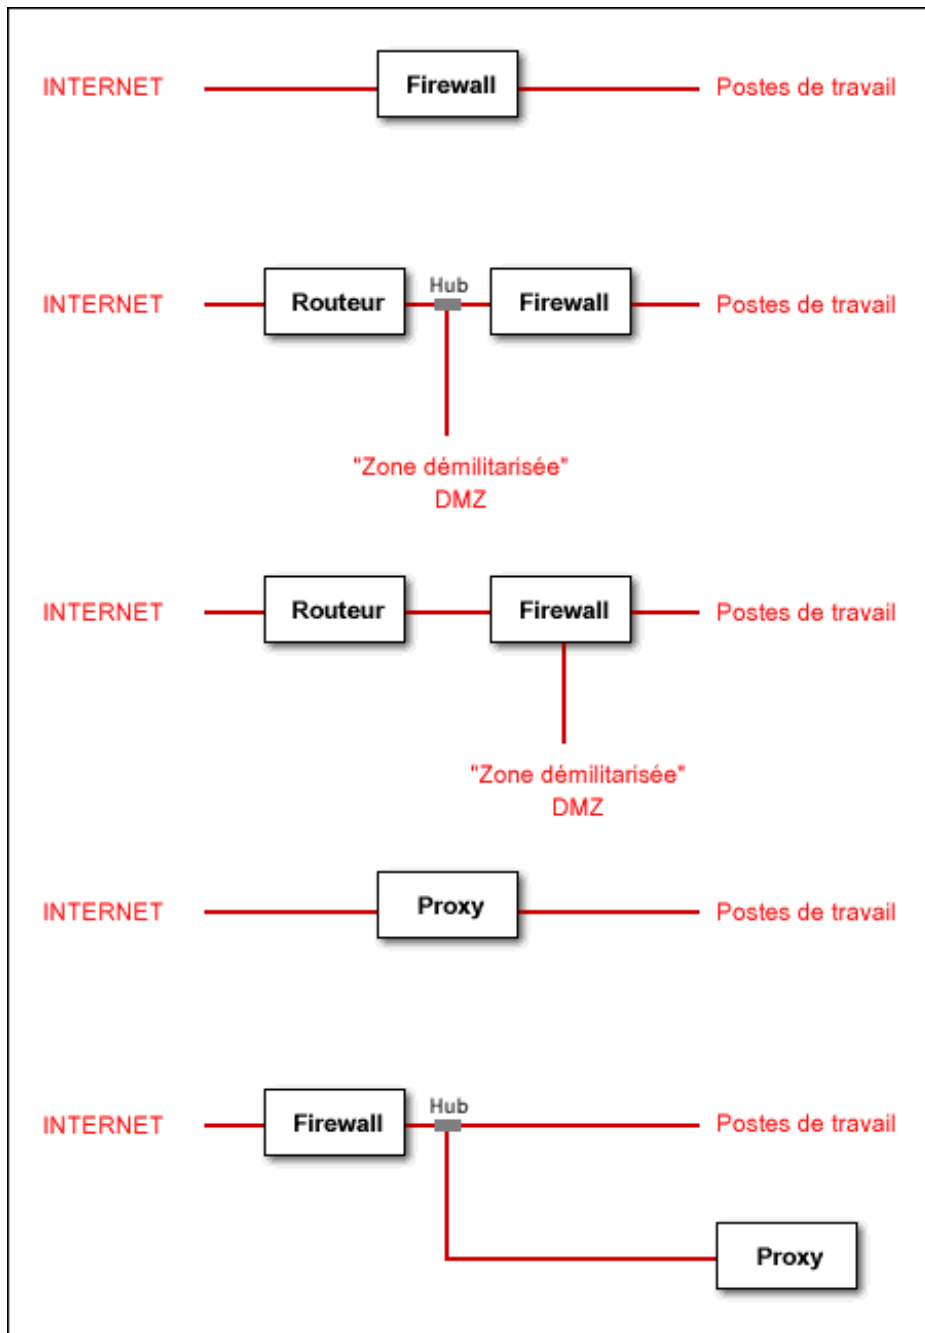 INTERNET
Firewall
Postes de travail
INTERNET
Routeur
Hub
Firewall
Postes de travail
"Zone démilitarisée"
DMZ
INTERNET
Routeur
Firewall
Postes de travail
"Zone démilitarisée"
DMZ
INTERNET
Proxy
Postes de travail
INTERNET
Firewall
Hub
Postes de travail
Proxy